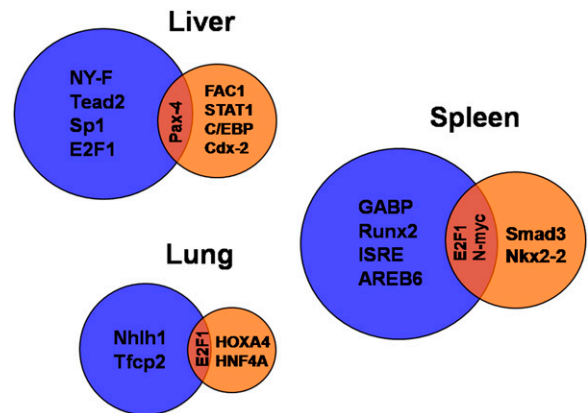 Liver
NY-F
Tead2
Sp1
E2F1
Pax-4
FAC1
STAT1
C/EBP
Cdx-2
Spleen
GABP
Runx2
ISRE
AREB6
E2F1
N-myc
Smad3
Nkx2-2
Lung
Nhlh1
Tfcp2
E2F1
HOXA4
HNF4A